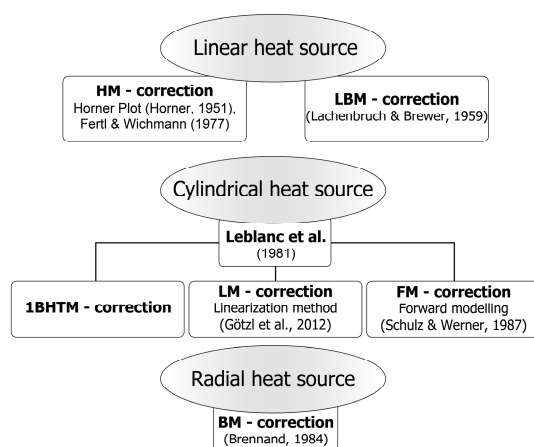 Linear heat source
HM - correction
Horner Plot (Horner, 1951),
Fertl & Wichmann (1977)
LBM - correction
(Lachenbruch & Brewer, 1959)
Cylindrical heat source
Leblanc et al.
(1981)
1BHTM - correction
LM - correction
Linearization method
(Götzl et al., 2012)
FM - correction
Forward modelling
(Schulz & Werner, 1987)
Radial heat source
BM - correction
(Brennand, 1984)